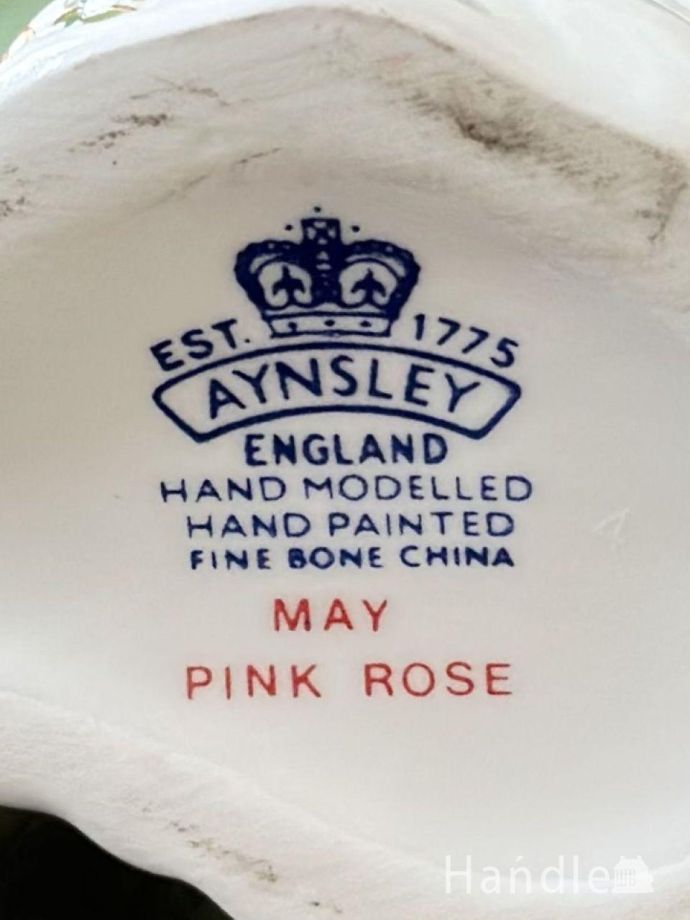 EST. 1775
AYNSLEY
ENGLAND
HAND MODELLED
HAND PAINTED
FINE BONE CHINA
MAY
PINK ROSE
Handle